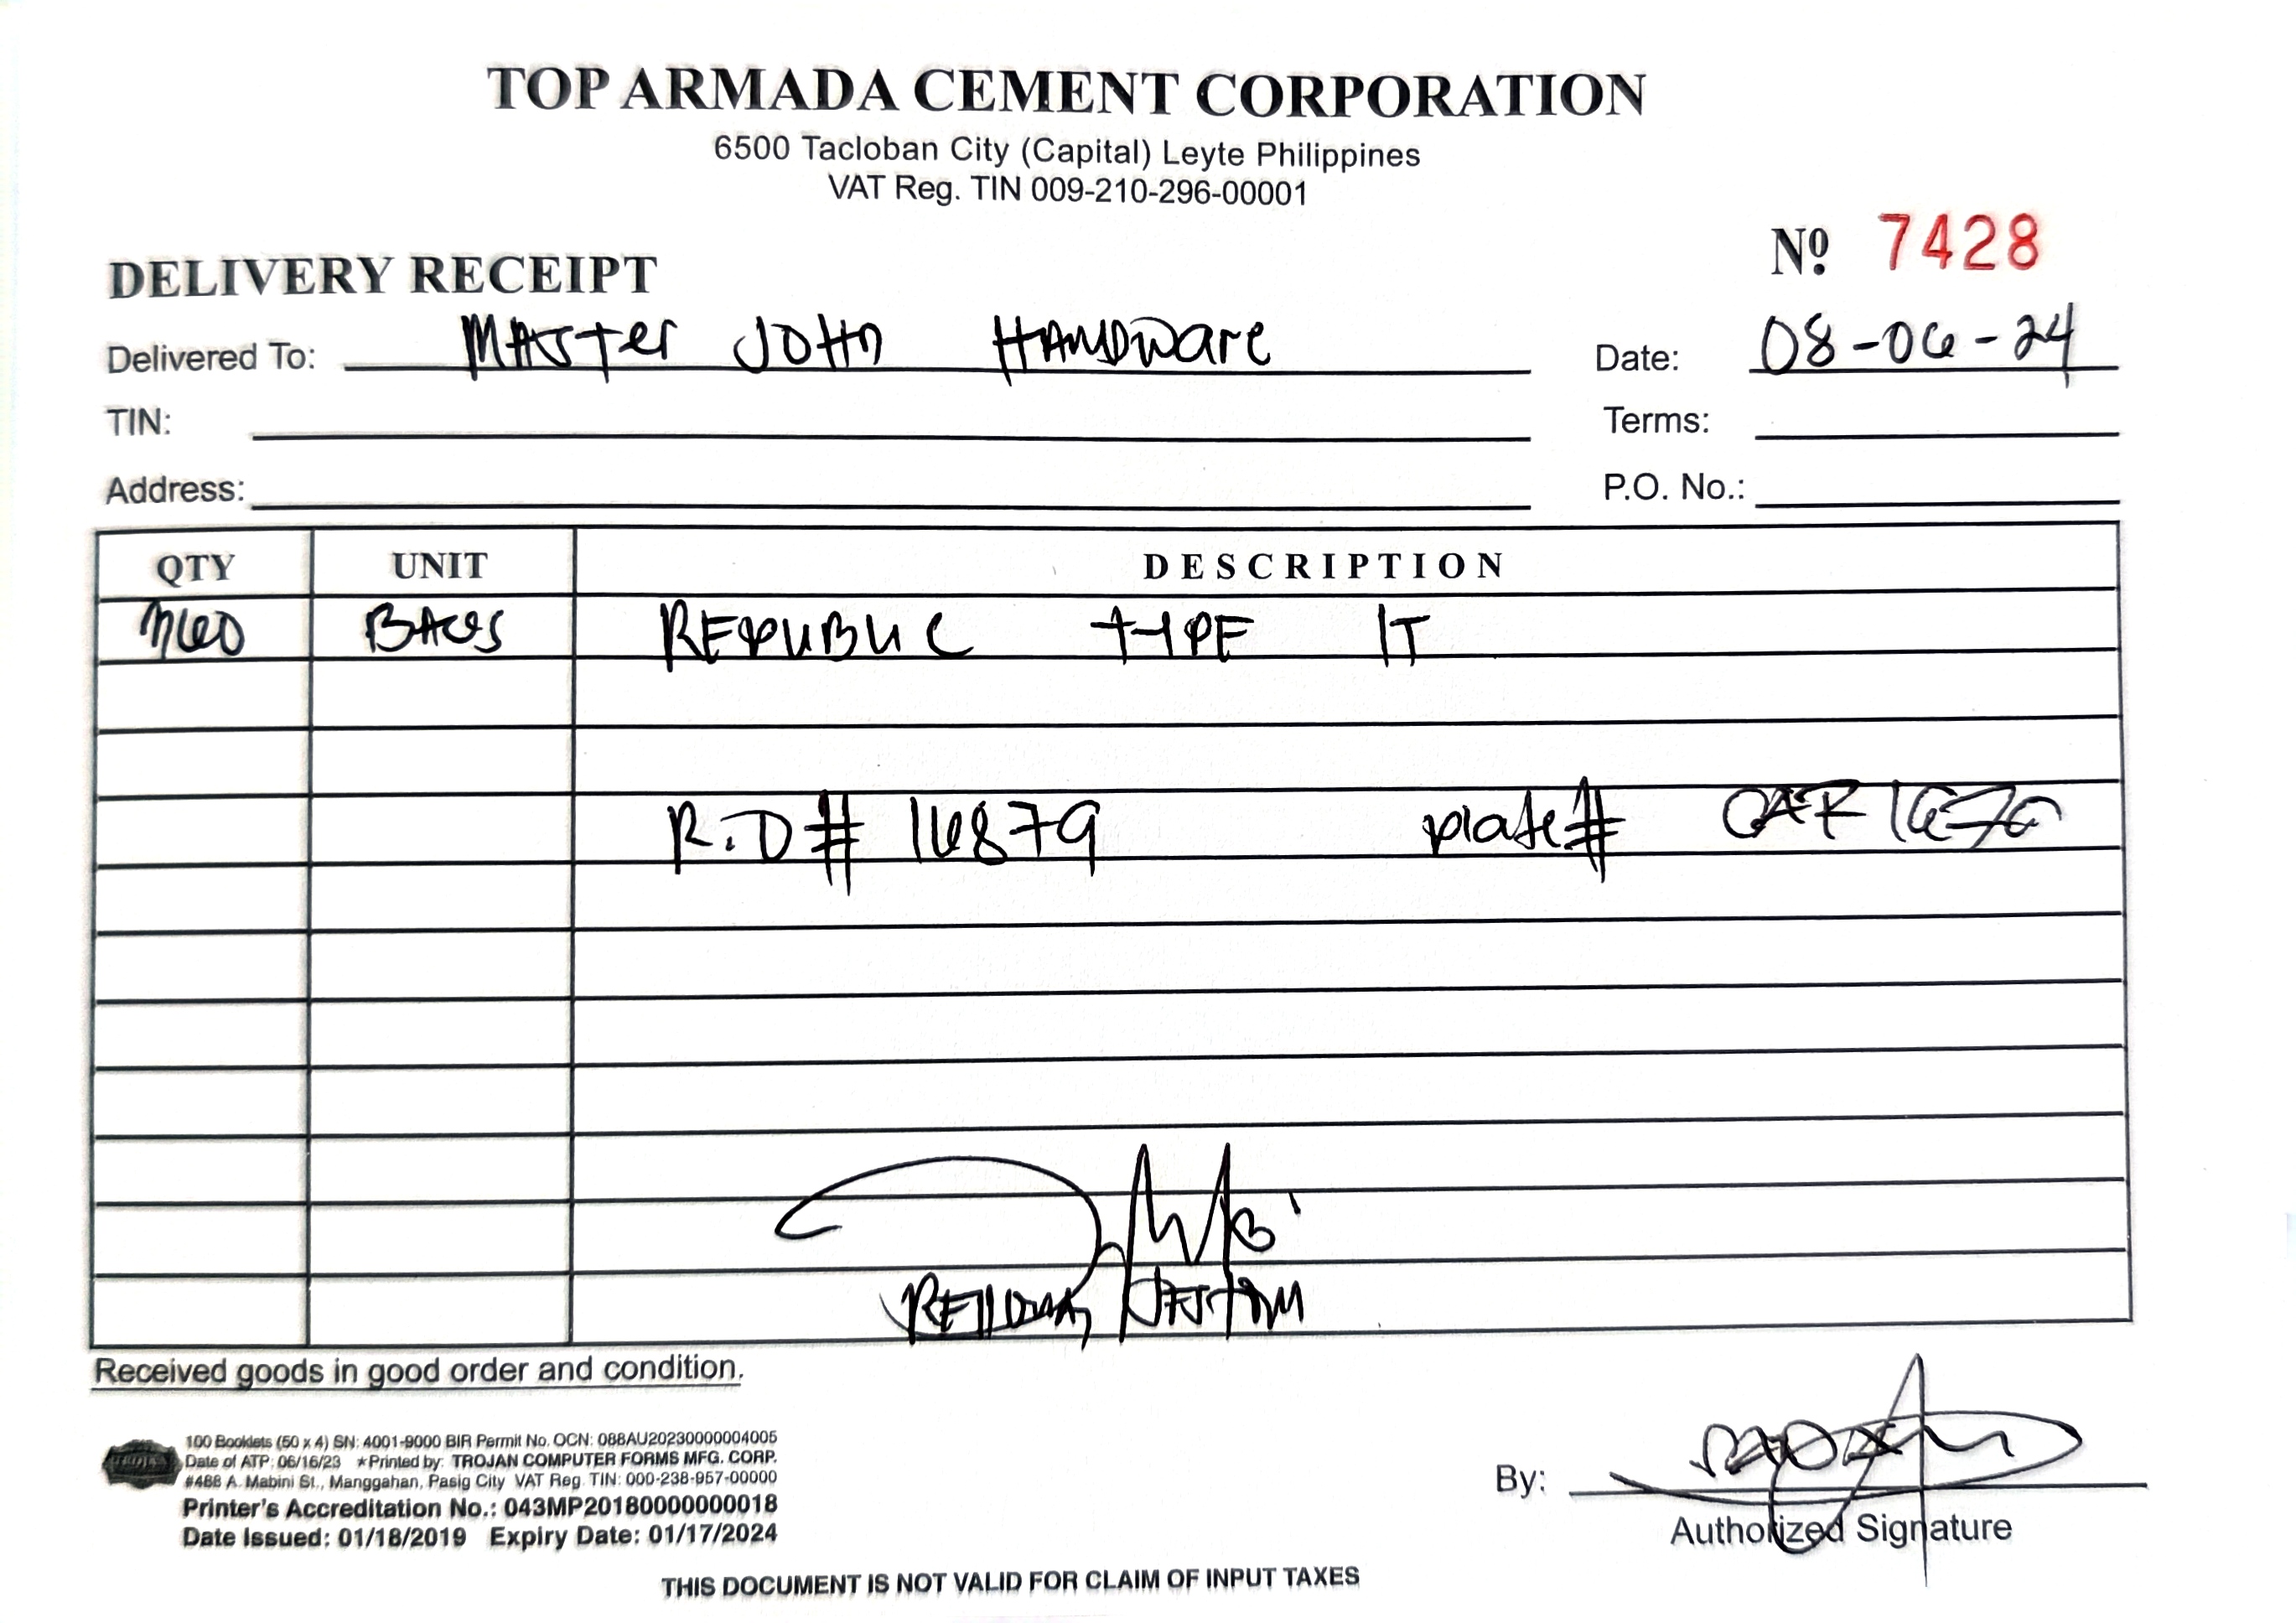 TOP ARMADA CEMENT CORPORATION
6500 Tacloban City (Capital) Leyte Philippines
VAT Reg. TIN 009-210-296-00001
Nº 7428
DELIVERY RECEIPT
Delivered To: MASTer JOHN HARDWare Date: 08-06-24
TIN: Terms:
Address: P.O. No.:
QTY UNIT DESCRIPTION
BAGS REPUBLIC TYPE IT
R.D# 16879 plate#
Received goods in good order and condition.
100 Booklets (50 x 4) SN: 4001-9000 BIR Permit No. OCN: 088AU20230000004005
Date of ATP: 06/16/23 *Printed by: TROJAN COMPUTER FORMS MFG. CORP.
#488 A. Mabini St., Manggahan, Pasig City VAT Reg. TIN: 000-238-957-00000
Printer's Accreditation No.: 043MP20180000000018
Date Issued: 01/18/2019 Expiry Date: 01/17/2024
By:
Authorized Signature
THIS DOCUMENT IS NOT VALID FOR CLAIM OF INPUT TAXES